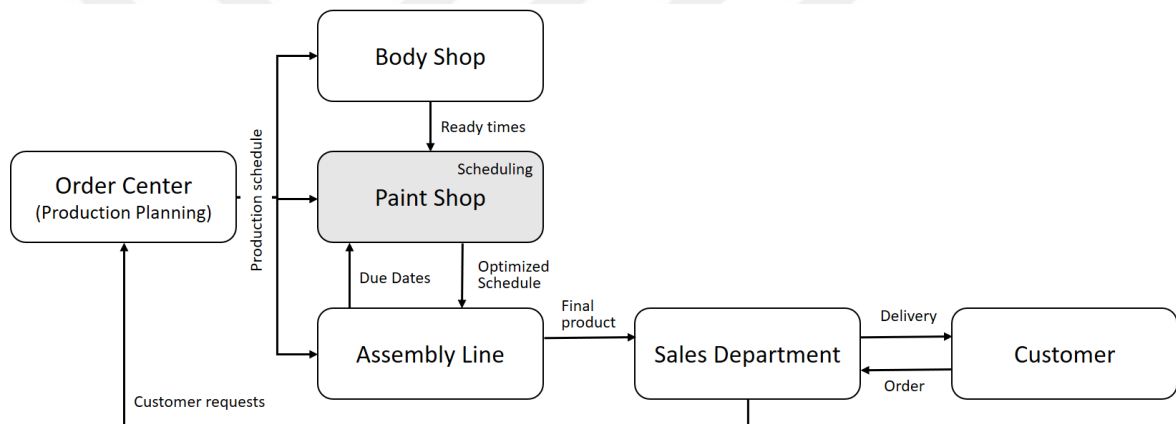 Body Shop
Ready times
Production schedule
Scheduling
Order Center
(Production Planning)
Paint Shop
Due Dates
Optimized
Schedule
Final
product
Assembly Line
Sales Department
Delivery
Order
Customer
Customer requests